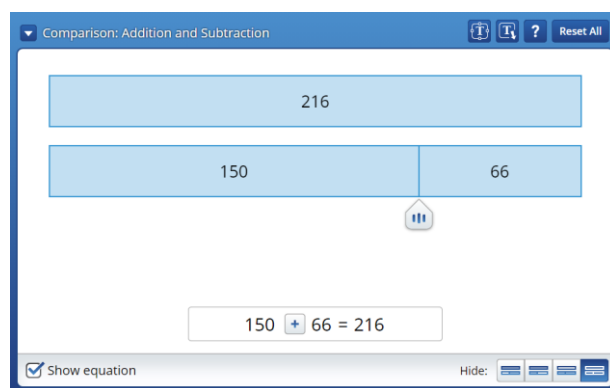 Comparison: Addition and Subtraction
T
T
?
Reset All
216
150 66
150 + 66 = 216
Show equation
Hide: